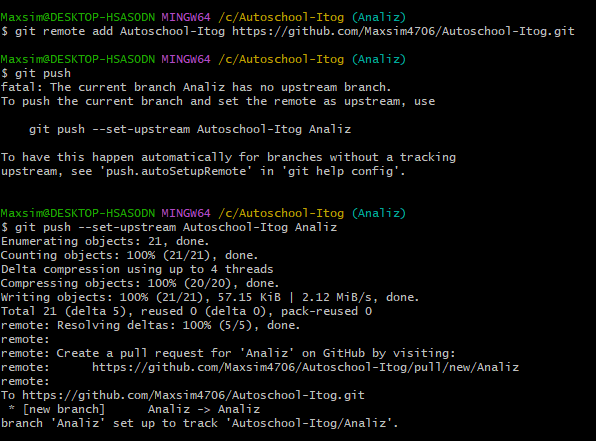 Maxsim@DESKTOP-HSASODN MINGW64 /c/Autoschool-Itog (Analiz)
$ git remote add Autoschool-Itog https://github.com/Maxsim4706/Autoschool-Itog.git
Maxsim@DESKTOP-HSASODN MINGW64 /c/Autoschool-Itog (Analiz)
$ git push
fatal: The current branch Analiz has no upstream branch.
To push the current branch and set the remote as upstream, use
git push --set-upstream Autoschool-Itog Analiz
To have this happen automatically for branches without a tracking
upstream, see 'push.autoSetupRemote' in 'git help config'.
Maxsim@DESKTOP-HSASODN MINGW64 /c/Autoschool-Itog (Analiz)
$ git push --set-upstream Autoschool-Itog Analiz
Enumerating objects: 21, done.
Counting objects: 100% (21/21), done.
Delta compression using up to 4 threads
Compressing objects: 100% (20/20), done.
Writing objects: 100% (21/21), 57.15 KiB | 2.12 MiB/s, done.
Total 21 (delta 5), reused 0 (delta 0), pack-reused 0
remote: Resolving deltas: 100% (5/5), done.
remote:
remote: Create a pull request for 'Analiz' on GitHub by visiting:
remote:      https://github.com/Maxsim4706/Autoschool-Itog/pull/new/Analiz
remote:
To https://github.com/Maxsim4706/Autoschool-Itog.git
* [new branch]      Analiz -> Analiz
branch 'Analiz' set up to track 'Autoschool-Itog/Analiz'.